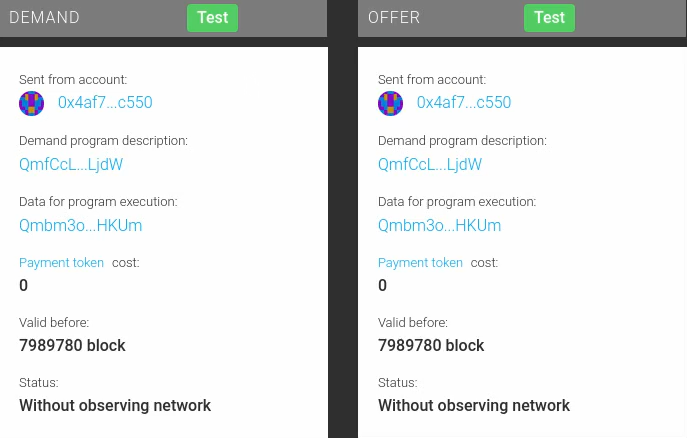 DEMAND
Test
Sent from account:
0x4af7...c550
Demand program description:
QmfCcL...LjdW
Data for program execution:
Qmbm3o...HKUm
Payment token cost:
0
Valid before:
7989780 block
Status:
Without observing network
OFFER
Test
Sent from account:
0x4af7...c550
Demand program description:
QmfCcL...LjdW
Data for program execution:
Qmbm3o...HKUm
Payment token cost:
0
Valid before:
7989780 block
Status:
Without observing network